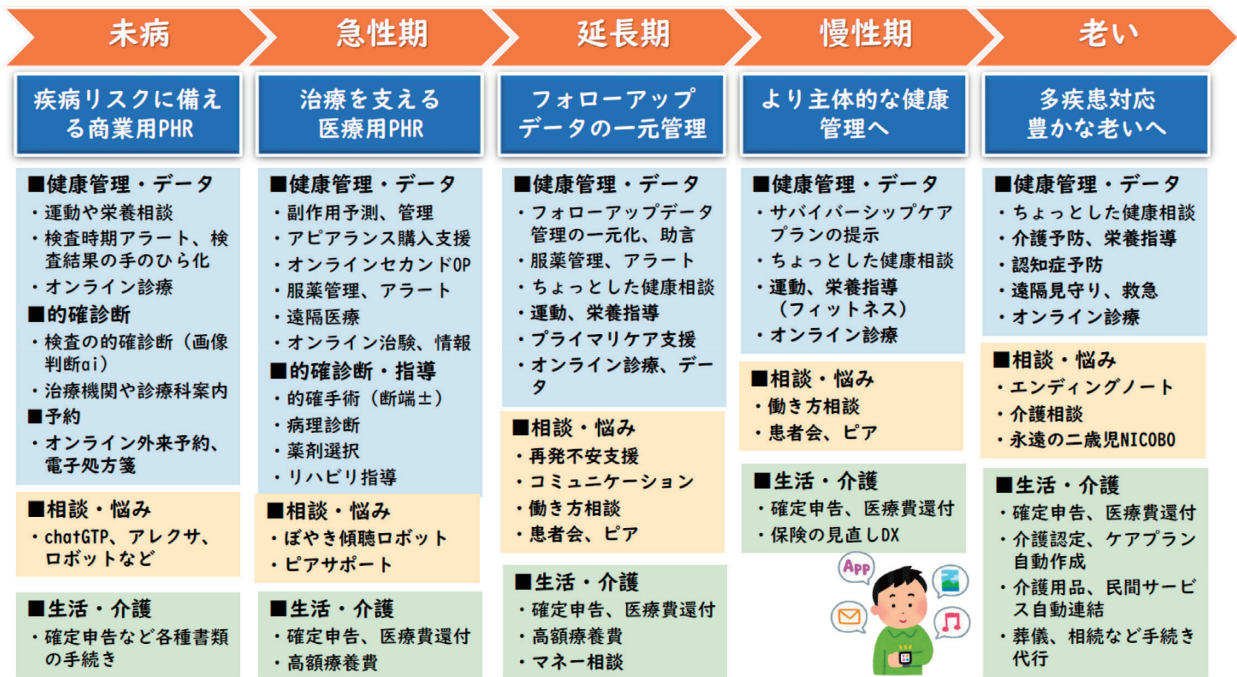 未病
急性期
延長期
慢性期
老い
疾病リスクに備え
る商業用PHR
■健康管理・データ
・運動や栄養相談
・検査時期アラート、検
査結果の手のひら化
・オンライン診療
■的確診断
・検査の的確診断（画像
判断ai）
・治療機関や診療科案内
■予約
・オンライン外来予約、
電子処方箋
■相談・悩み
・chatGTP、アレクサ、
ロボットなど
■生活・介護
・確定申告など各種書類
の手続き
治療を支える
医療用PHR
■健康管理・データ
・副作用予測、管理
・アピアランス購入支援
・オンラインセカンドOP
・服薬管理、アラート
・遠隔医療
・オンライン治験、情報
■的確診断・指導
・的確手術（断端±）
・病理診断
・薬剤選択
・リハビリ指導
■相談・悩み
・ぼやき傾聴ロボット
・ピアサポート
■生活・介護
・確定申告、医療費還付
・高額療養費
フォローアップ
データの一元管理
■健康管理・データ
・フォローアップデータ
管理の一元化、助言
・服薬管理、アラート
・ちょっとした健康相談
・運動、栄養指導
・プライマリケア支援
・オンライン診療、デー
タ
■相談・悩み
・再発不安支援
・コミュニケーション
・働き方相談
・患者会、ピア
■生活・介護
・確定申告、医療費還付
・高額療養費
・マネー相談
より主体的な健康
管理へ
■健康管理・データ
・サバイバーシップケア
プランの提示
・ちょっとした健康相談
・運動、栄養指導
（フィットネス）
・オンライン診療
■相談・悩み
・働き方相談
・患者会、ピア
■生活・介護
・確定申告、医療費還付
・保険の見直しDX
App
多疾患対応
豊かな老いへ
■健康管理・データ
・ちょっとした健康相談
・介護予防、栄養指導
・認知症予防
・遠隔見守り、救急
・オンライン診療
■相談・悩み
・エンディングノート
・介護相談
・永遠の二歳児NICOBO
■生活・介護
・確定申告、医療費還付
・介護認定、ケアプラン
自動作成
・介護用品、民間サービ
ス自動連結
・葬儀、相続など手続き
代行